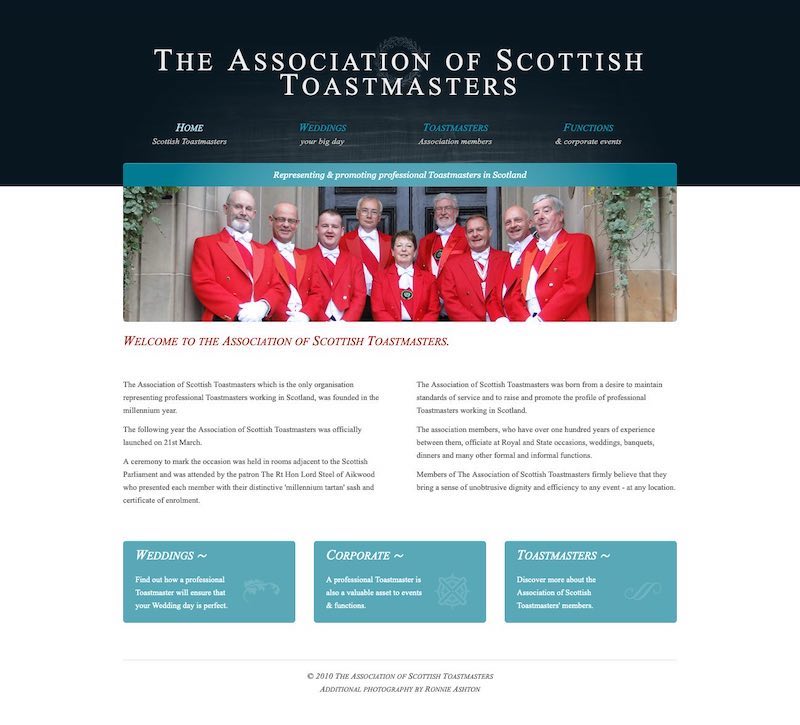 The Association of Scottish
Toastmasters
Home
Scottish Toastmasters
Weddings
your big day
Toastmasters
Association members
Functions
& corporate events
Representing & promoting professional Toastmasters in Scotland
Welcome to the Association of Scottish Toastmasters.
The Association of Scottish Toastmasters which is the only organisation
representing professional Toastmasters working in Scotland, was founded in the
millennium year.
The following year the Association of Scottish Toastmasters was officially
launched on 21st March.
A ceremony to mark the occasion was held in rooms adjacent to the Scottish
Parliament and was attended by the patron The Rt Hon Lord Steel of Aikwood
who presented each member with their distinctive 'millennium tartan' sash and
certificate of enrolment.
The Association of Scottish Toastmasters was born from a desire to maintain
standards of service and to raise and promote the profile of professional
Toastmasters working in Scotland.
The association members, who have over one hundred years of experience
between them, officiate at Royal and State occasions, weddings, banquets,
dinners and many other formal and informal functions.
Members of The Association of Scottish Toastmasters firmly believe that they
bring a sense of unobtrusive dignity and efficiency to any event - at any location.
Weddings ~
Find out how a professional
Toastmaster will ensure that
your Wedding day is perfect.
Corporate ~
A professional Toastmaster is
also a valuable asset to events
& functions.
Toastmasters ~
Discover more about the
Association of Scottish
Toastmasters' members.
© 2010 The Association of Scottish Toastmasters
Additional photography by Ronnie Ashton